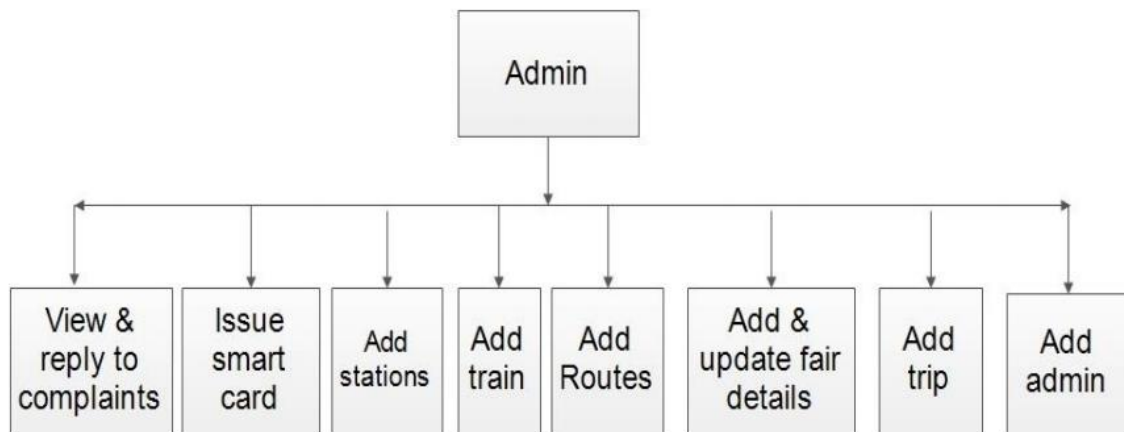 Admin
View &
reply to
complaints
Issue
smart
card
Add
stations
Add
train
Add
Routes
Add &
update fair
details
Add
trip
Add
admin